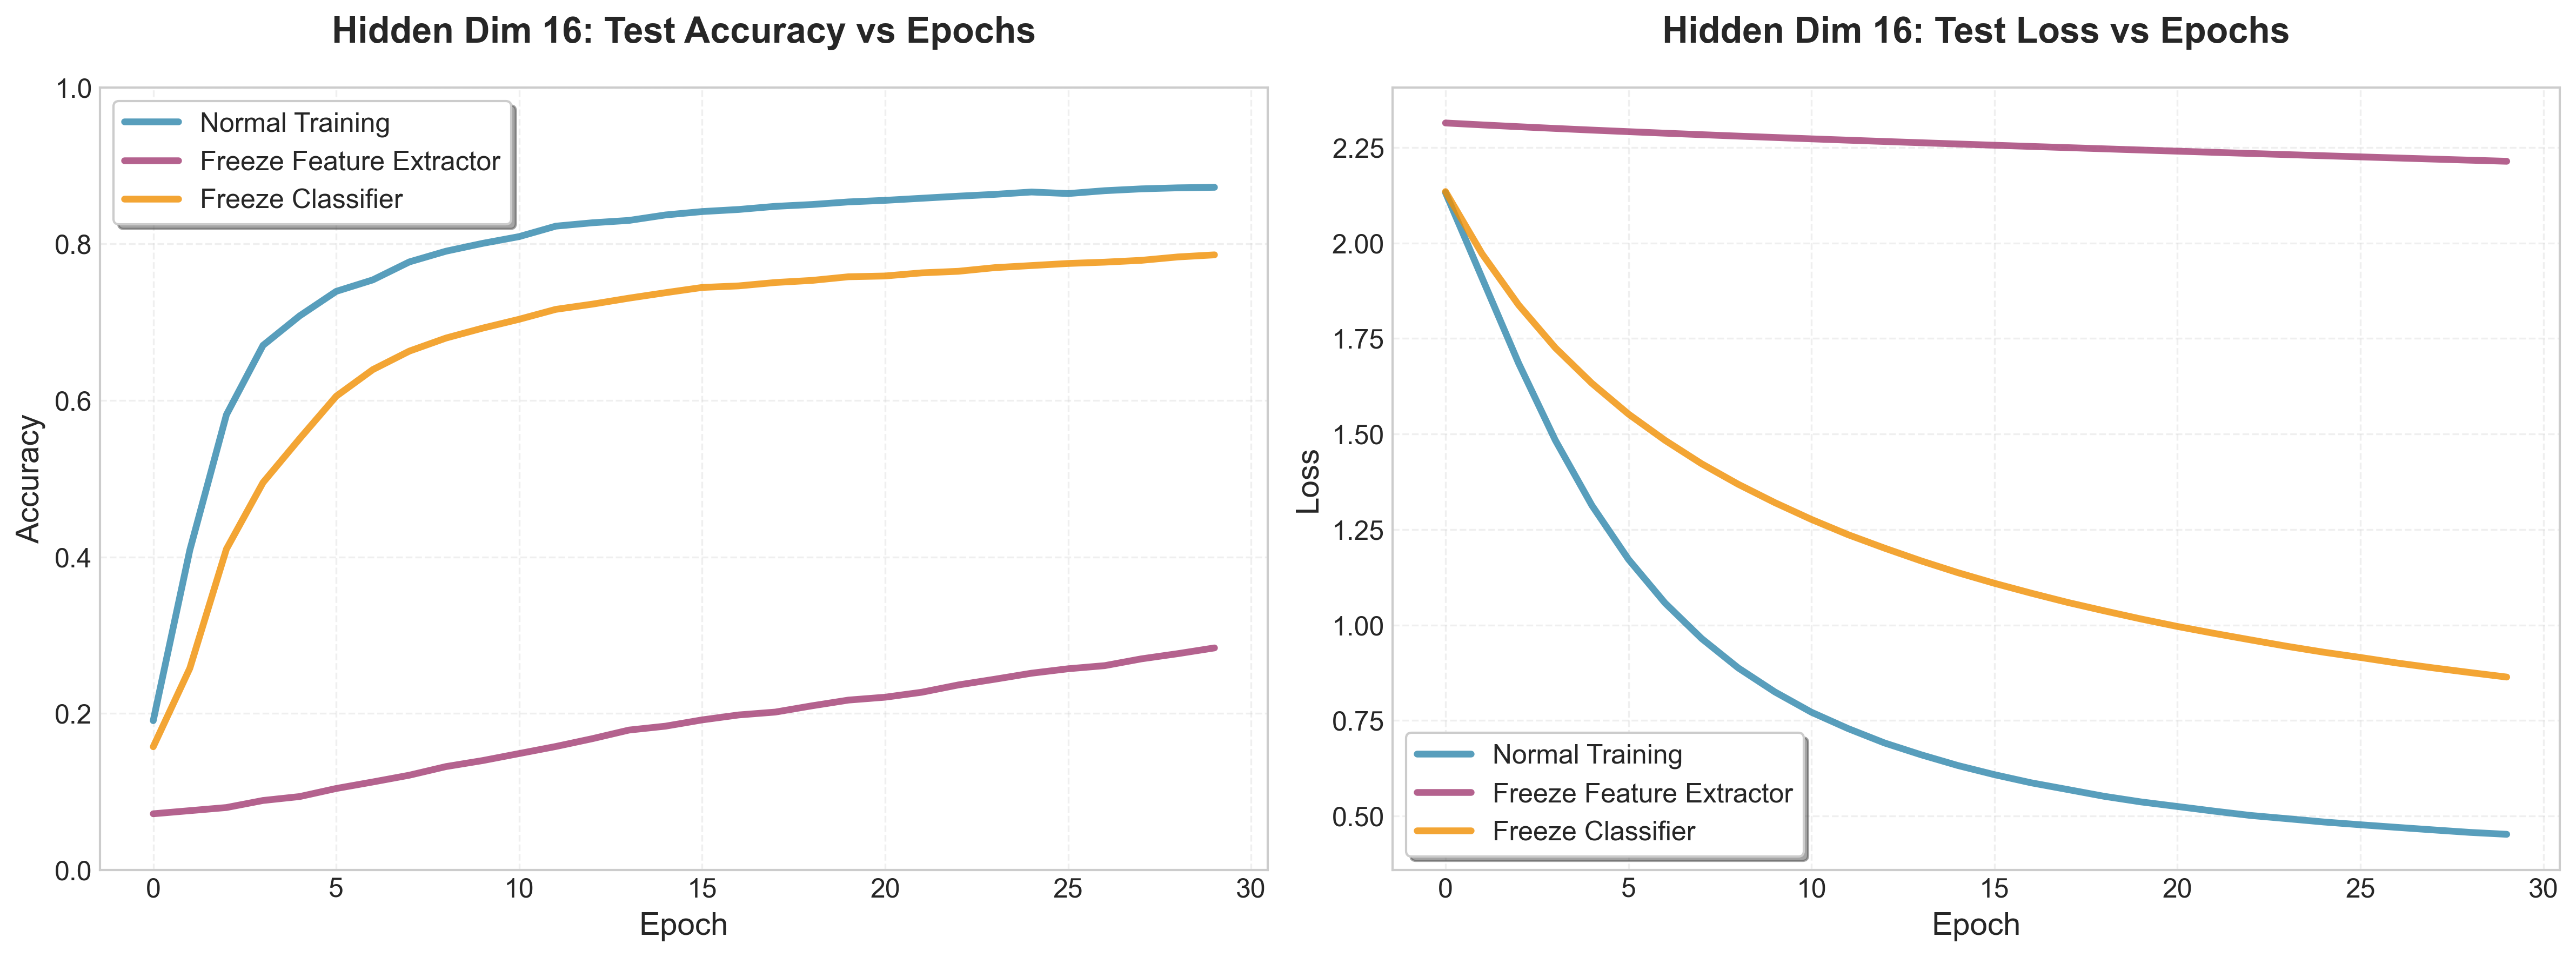 Hidden Dim 16: Test Accuracy vs Epochs
1.0
0.8
0.6
0.4
0.2
0.0
Accuracy
Normal Training
Freeze Feature Extractor
Freeze Classifier
0 5 10 15 20 25 30
Epoch
Hidden Dim 16: Test Loss vs Epochs
2.25
2.00
1.75
1.50
1.25
1.00
0.75
0.50
Loss
Normal Training
Freeze Feature Extractor
Freeze Classifier
0 5 10 15 20 25 30
Epoch